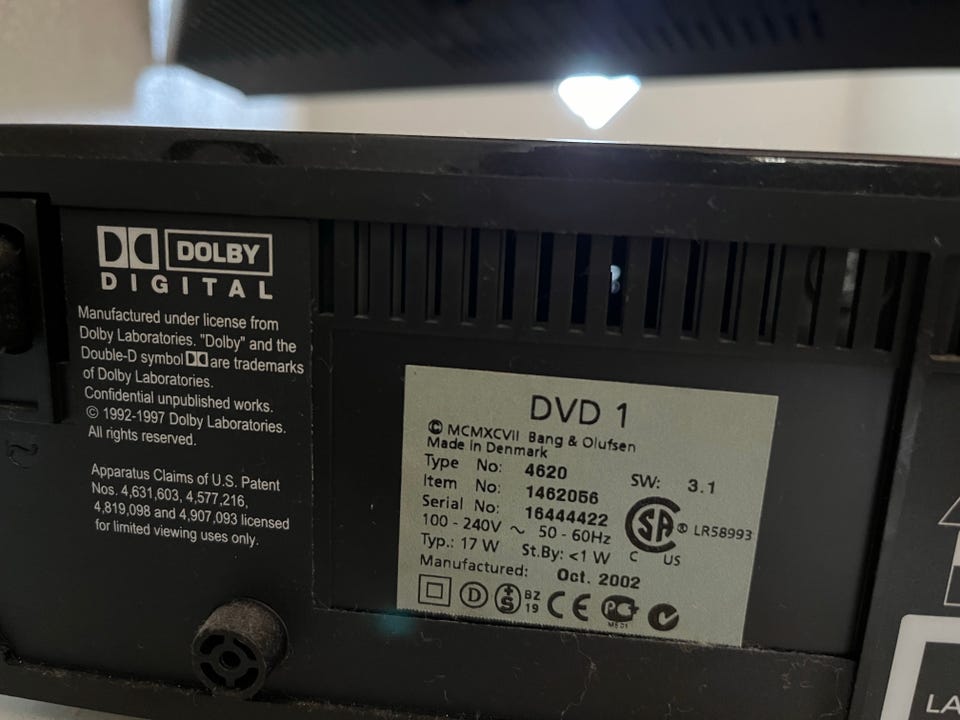 DOLBY
DIGITAL
Manufactured under license from
Dolby Laboratories. "Dolby" and the
Double-D symbol are trademarks
of Dolby Laboratories.
Confidential unpublished works.
© 1992-1997 Dolby Laboratories.
All rights reserved.
Apparatus Claims of U.S. Patent
Nos. 4,631,603, 4,577,216,
4,819,098 and 4,907,093 licensed
for limited viewing uses only.
DVD 1
© MCMXCVII Bang & Olufsen
Made in Denmark
Type No: 4620 SW: 3.1
Item No: 1462056
Serial No: 16444422
100 - 240V ~ 50 - 60Hz
Typ.: 17 W St.By: <1 W
SA ® LR58993
C US
Manufactured: Oct. 2002
D +S BZ 19 CE PC
LA